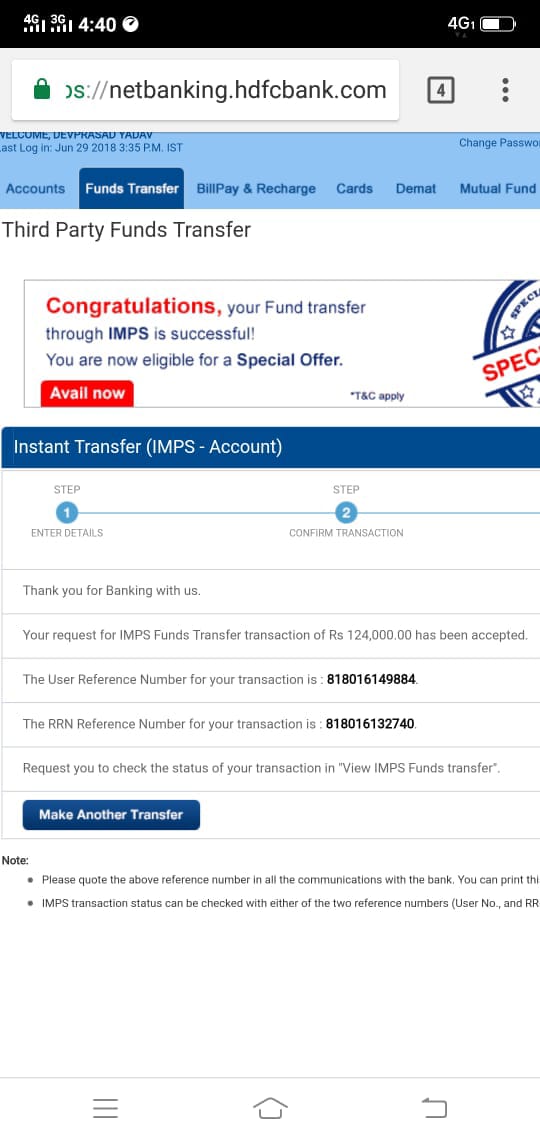 4G 3G 4:40 4G1
ps://netbanking.hdfcbank.com 4
WELCOME, DEVPRASAD YADAV
Last Log in: Jun 29 2018 3:35 P.M. IST Change Passwo
Accounts Funds Transfer BillPay & Recharge Cards Demat Mutual Fund
Third Party Funds Transfer
Congratulations, your Fund transfer
through IMPS is successful!
You are now eligible for a Special Offer.
Avail now
*T&C apply
SPECI
SPEC
Instant Transfer (IMPS - Account)
STEP STEP
1 2
ENTER DETAILS CONFIRM TRANSACTION
Thank you for Banking with us.
Your request for IMPS Funds Transfer transaction of Rs 124,000.00 has been accepted.
The User Reference Number for your transaction is : 818016149884.
The RRN Reference Number for your transaction is : 818016132740.
Request you to check the status of your transaction in "View IMPS Funds transfer".
Make Another Transfer
Note:
• Please quote the above reference number in all the communications with the bank. You can print thi
• IMPS transaction status can be checked with either of the two reference numbers (User No., and RR